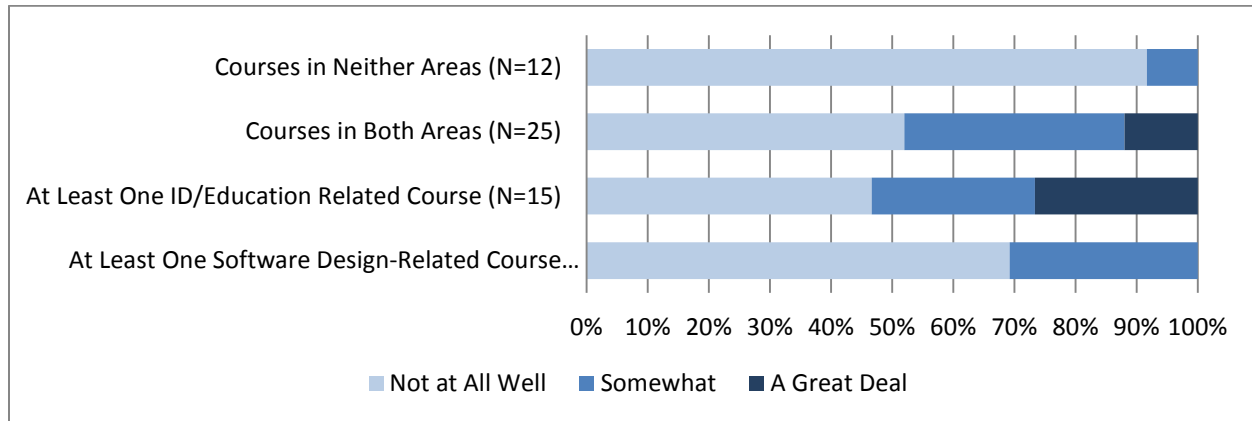 Courses in Neither Areas (N=12)
Courses in Both Areas (N=25)
At Least One ID/Education Related Course (N=15)
At Least One Software Design-Related Course...
0% 10% 20% 30% 40% 50% 60% 70% 80% 90% 100%
Not at All Well Somewhat A Great Deal